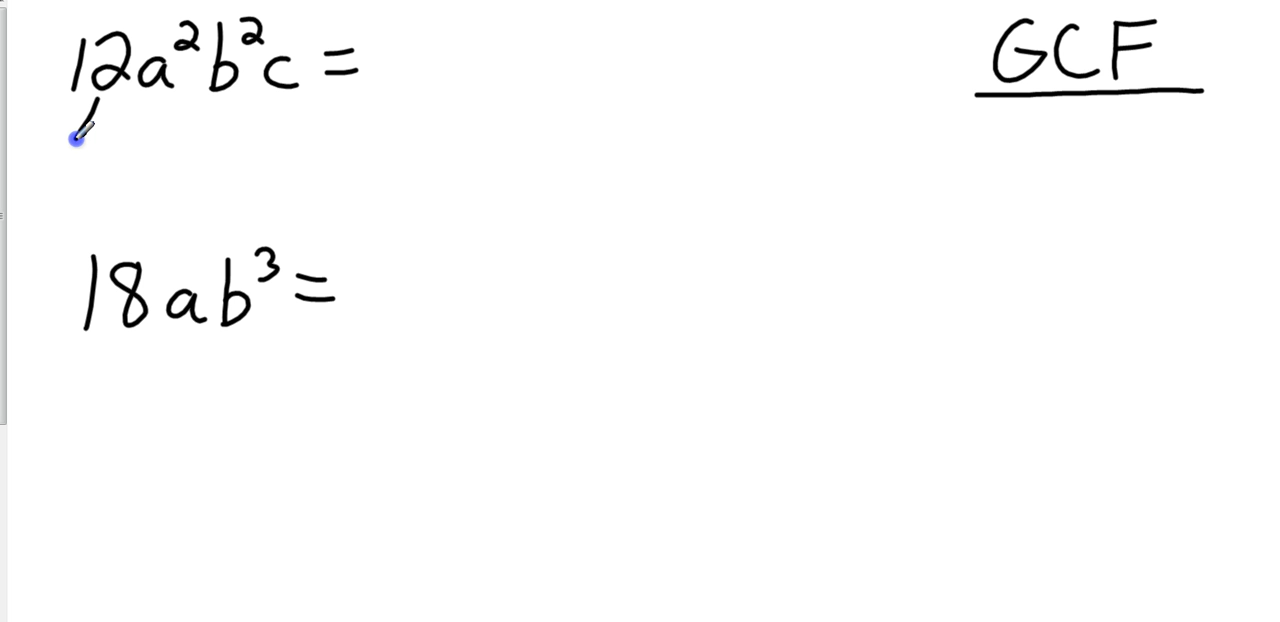 12a²b²c =
GCF
18ab³ =